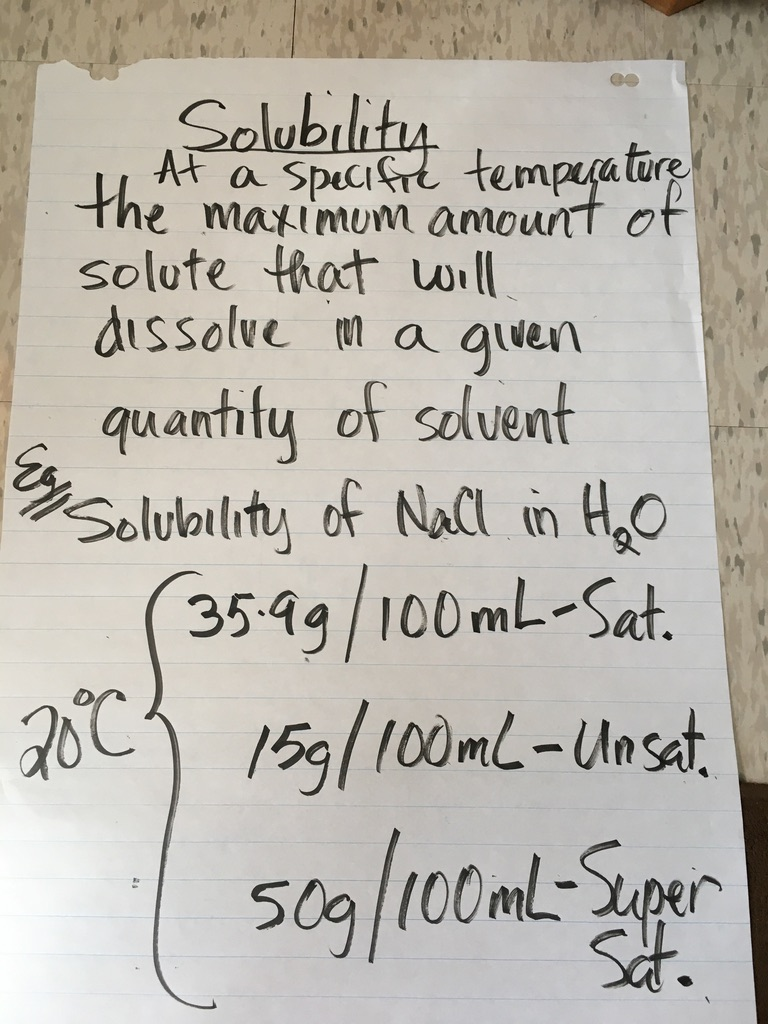 Solubility
At a specific temperature
the maximum amount of
solute that will
dissolve in a given
quantity of solvent
Eg// Solubility of NaCl in H₂O
35.9g/100mL-Sat.
20°C
15g/100mL-Unsat.
50g/100mL-Super
Sat.